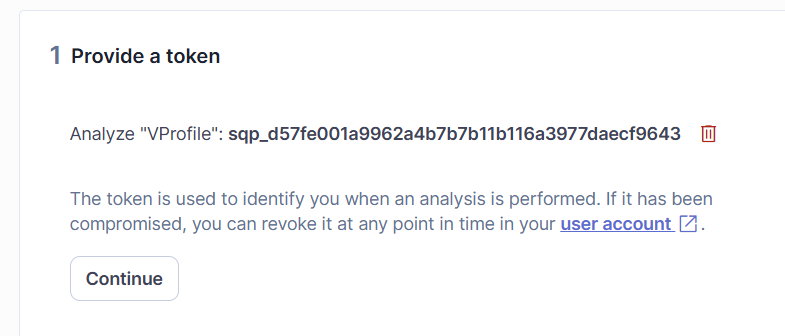 1 Provide a token
Analyze "VProfile": sqp_d57fe001a9962a4b7b7b11b116a3977daecf9643
The token is used to identify you when an analysis is performed. If it has been
compromised, you can revoke it at any point in time in your user account.
Continue